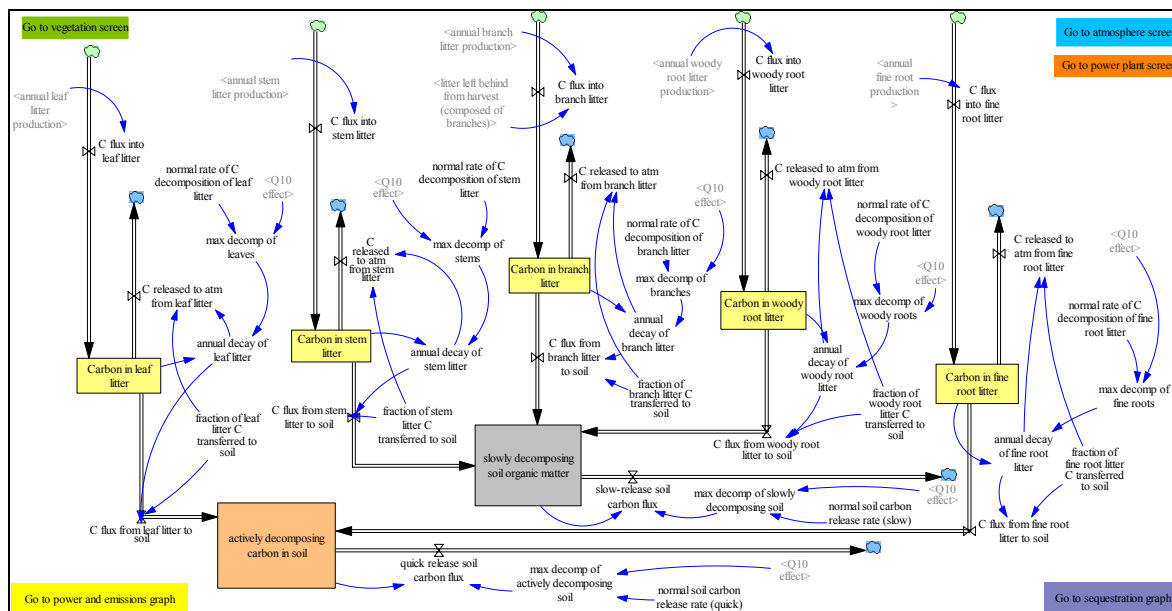 Go to vegetation screen
Go to atmosphere screen
Go to power plant screen
<annual leaf
litter
production>
C flux into
leaf litter
<annual stem
litter production>
C flux into
stem litter
<annual branch
litter production>
C flux into
branch litter
<litter left behind
from harvest
(composed of
branches)>
<annual woody
root litter
production>
C flux into
woody root
litter
<annual
fine root
production
>
C flux
into fine
root litter
normal rate of C
decomposition of leaf
litter
<Q10
effect>
max decomp of
leaves
C released to atm
from leaf litter
annual decay of
leaf litter
Carbon in leaf
litter
fraction of leaf
litter C
transferred to
soil
C flux from leaf litter to
soil
normal rate of C
decomposition of stem
litter
<Q10
effect>
max decomp of
stems
C
released
to atm
from stem
litter
Carbon in stem
litter
annual decay of
stem litter
fraction of stem
litter C
transferred to soil
C flux from stem
litter to soil
C released to atm
from branch litter
normal rate of C
decomposition of
branch litter
<Q10
effect>
max decomp of
branches
Carbon in branch
litter
annual
decay of
branch litter
C flux from
branch litter
to soil
fraction of
branch litter C
transferred to soil
C released to atm from
woody root litter
normal rate of C
decomposition of
woody root litter
<Q10
effect>
max decomp of
woody roots
Carbon in woody
root litter
annual
decay of
woody root
litter
fraction of
woody root
litter C
transferred
to soil
C flux from woody root
litter to soil
C released to
atm from fine
root litter
<Q10
effect>
normal rate of C
decomposition of fine
root litter
max decomp of
fine roots
Carbon in fine
root litter
annual decay
of fine root
litter
fraction of
fine root litter
C transferred
to soil
C flux from fine root
litter to soil
slowly decomposing
soil organic matter
slow-release soil
carbon flux
max decomp of slowly
decomposing soil
<Q10
effect>
normal soil carbon
release rate (slow)
actively decomposing
carbon in soil
quick release soil
carbon flux
max decomp of
actively decomposing
soil
<Q10
effect>
normal soil carbon
release rate (quick)
Go to power and emissions graph
Go to sequestration graph